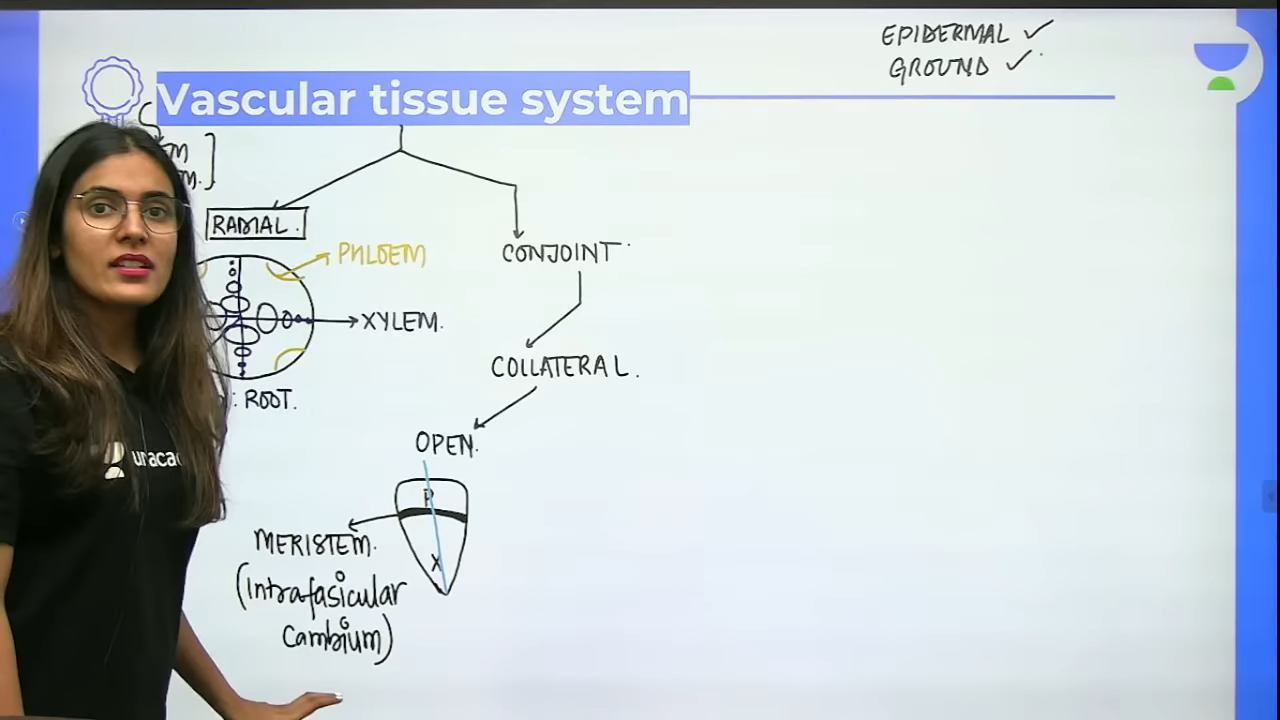 EPIDERMAL ✓
GROUND ✓
Vascular tissue system
RADIAL.
PHLOEM
CONJOINT
XYLEM.
COLLATERAL.
: ROOT.
OPEN.
P
X
MERISTEM.
(Intrafasicular
cambium)